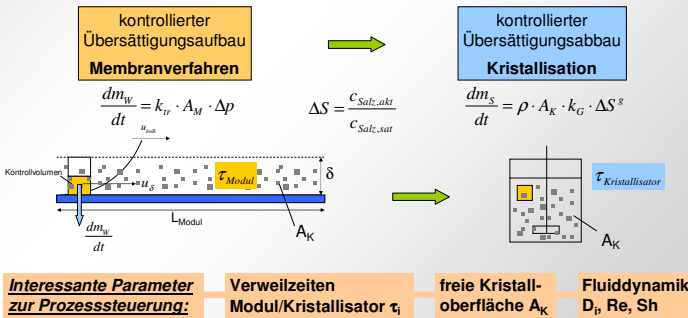 kontrollierter
Übersättigungsaufbau
Membranverfahren
kontrollierter
Übersättigungsabbau
Kristallisation
dm_W/dt = k_tr · A_M · Δp
ΔS = c_Salz,akt / c_Salz,sat
dm_S/dt = ρ · A_K · k_G · ΔS^g
u_bulk
Kontrollvolumen
u_δ
τ_Modul
δ
L_Modul
dm_W/dt
A_K
τ_Kristallisator
A_K
Interessante Parameter
zur Prozesssteuerung:
Verweilzeiten
Modul/Kristallisator τ_i
freie Kristall-
oberfläche A_K
Fluiddynamik
D_i, Re, Sh